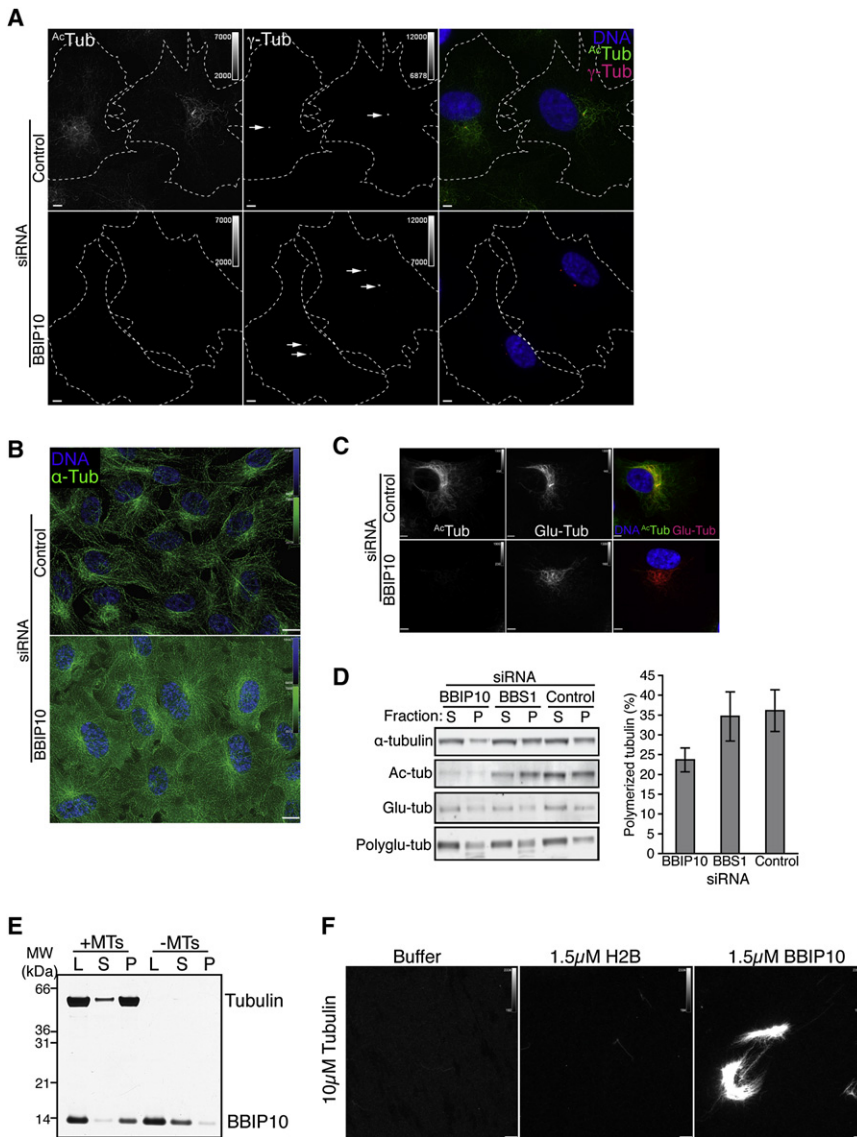 A
AcTub
γ-Tub
DNA
AcTub
γ-Tub
7000
2000
12000
6878
Control
siRNA
BBIP10
7000
2000
12000
7000
B
DNA
α-Tub
Control
siRNA
BBIP10
C
Control
siRNA
BBIP10
AcTub
Glu-Tub
DNA AcTub Glu-Tub
D
siRNA
BBIP10 BBS1 Control
Fraction: S P S P S P
α-tubulin
Ac-tub
Glu-tub
Polyglu-tub
Polymerized tubulin (%)
45
40
35
30
25
20
15
10
5
0
BBIP10 BBS1 Control
siRNA
E
+MTs -MTs
MW
(kDa)
L S P L S P
66
36
31
21
14
Tubulin
BBIP10
F
Buffer
1.5μM H2B
1.5μM BBIP10
10μM Tubulin